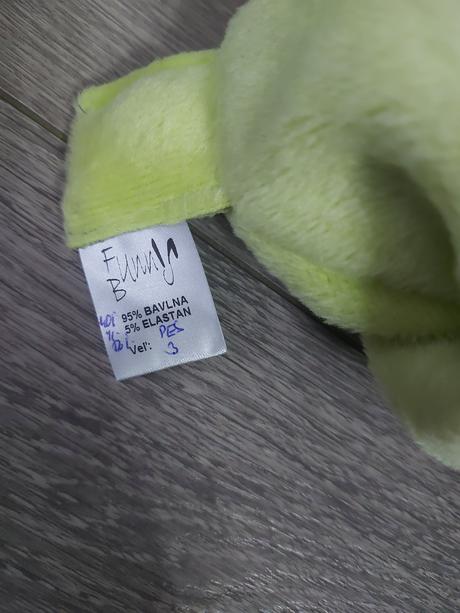 Funny
B
95% BAVLNA
5% ELASTAN
PES
Veľ: 3